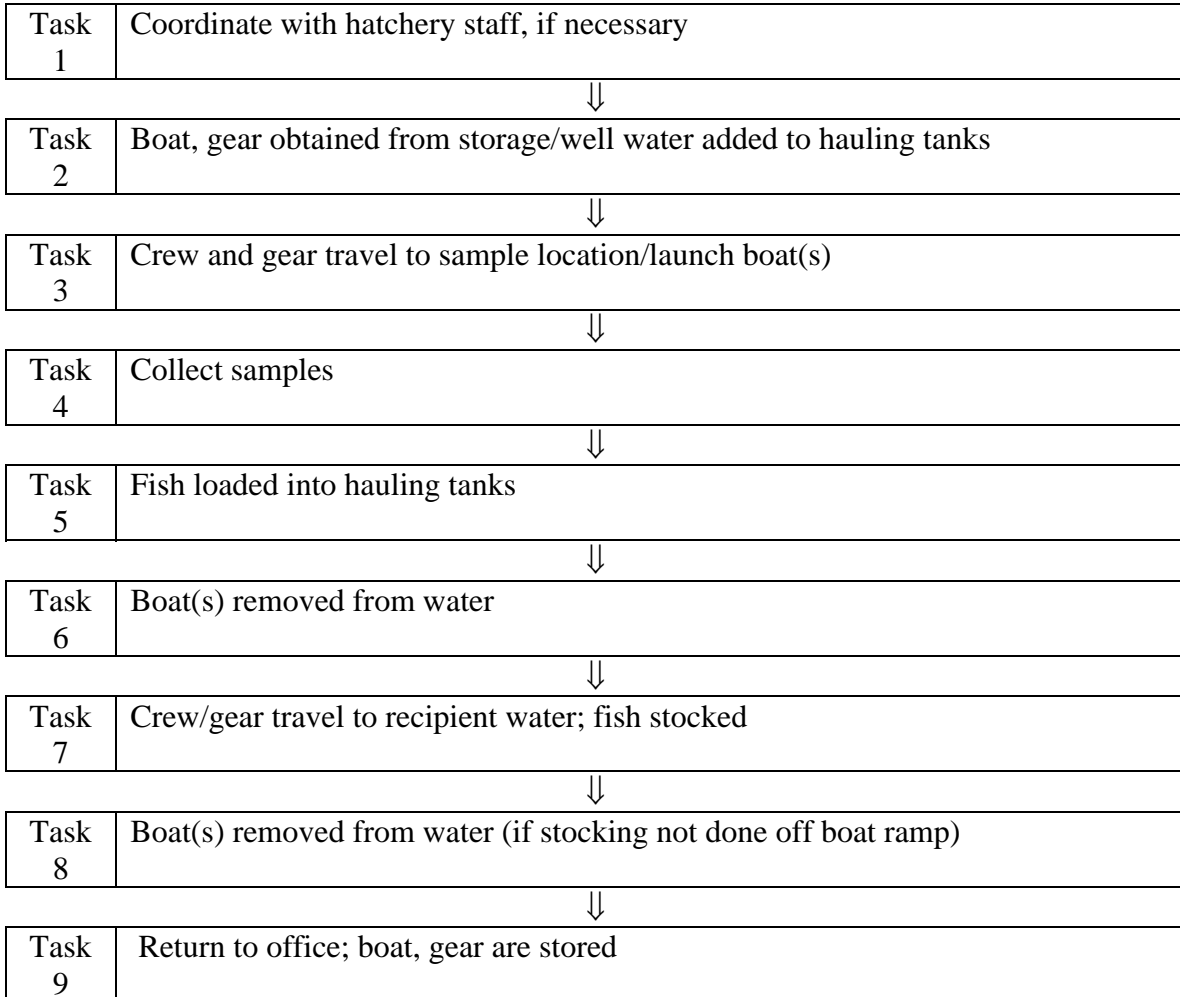 Task
1
Coordinate with hatchery staff, if necessary
⇓
Task
2
Boat, gear obtained from storage/well water added to hauling tanks
⇓
Task
3
Crew and gear travel to sample location/launch boat(s)
⇓
Task
4
Collect samples
⇓
Task
5
Fish loaded into hauling tanks
⇓
Task
6
Boat(s) removed from water
⇓
Task
7
Crew/gear travel to recipient water; fish stocked
⇓
Task
8
Boat(s) removed from water (if stocking not done off boat ramp)
⇓
Task
9
Return to office; boat, gear are stored